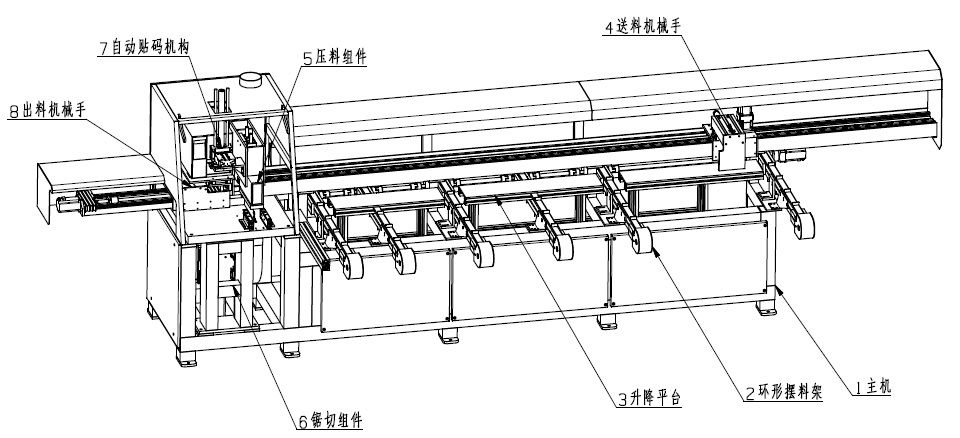 4送料机械手
7自动贴码机构
5压料组件
8出料机械手
3升降平台
2环形摆料架
1主机
6锯切组件